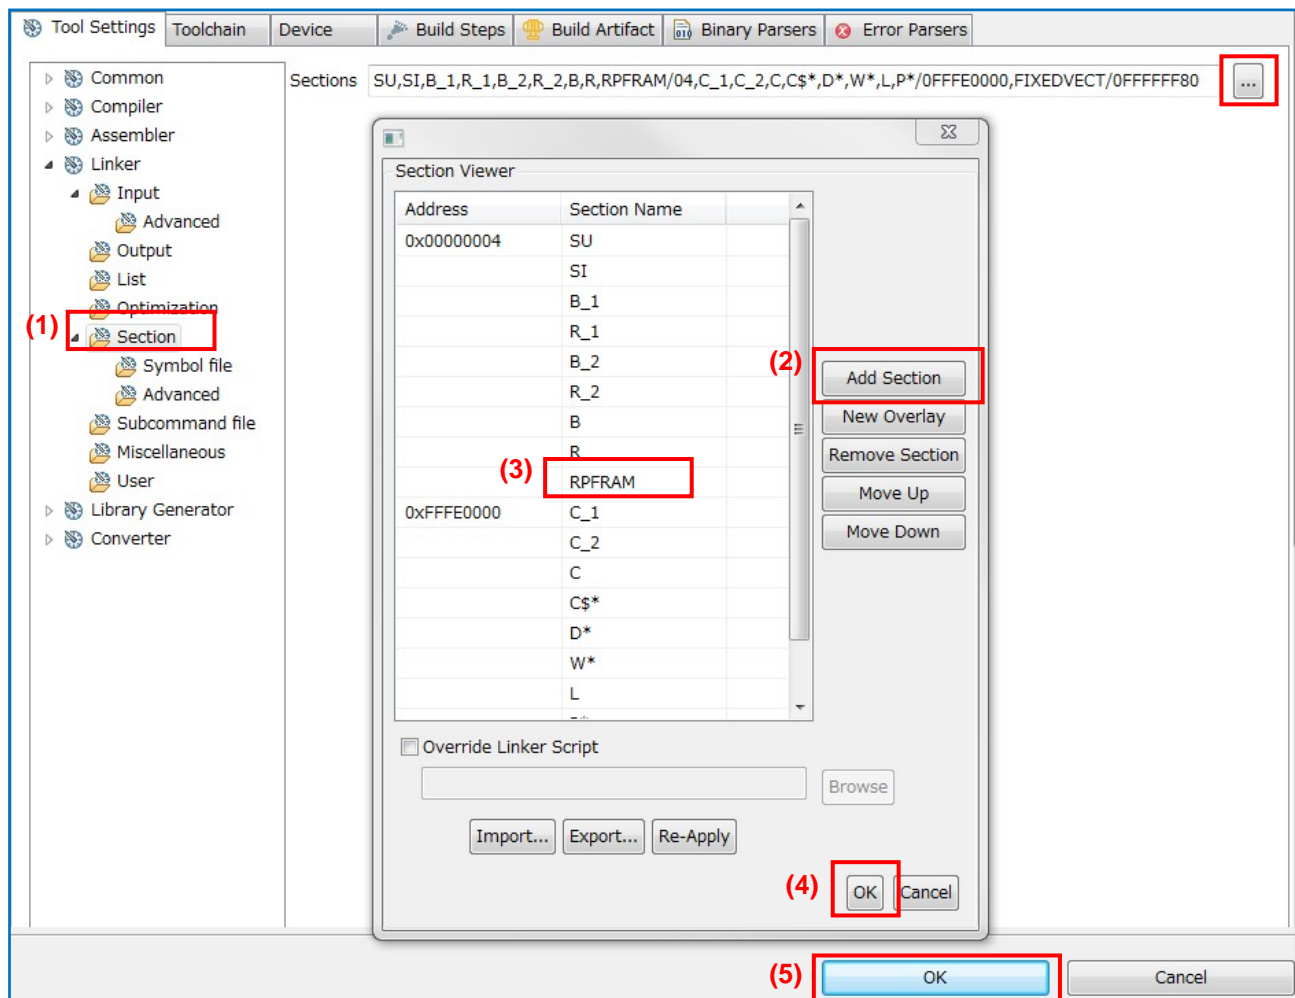 Tool Settings Toolchain Device Build Steps Build Artifact Binary Parsers Error Parsers
Common
Compiler
Assembler
Linker
Input
Advanced
Output
List
Optimization
(1) Section
Symbol file
Advanced
Subcommand file
Miscellaneous
User
Library Generator
Converter
Sections SU,SI,B_1,R_1,B_2,R_2,B,R,RPFRAM/04,C_1,C_2,C,C$*,D*,W*,L,P*/0FFFE0000,FIXEDVECT/0FFFFFF80 ...
Section Viewer
Address Section Name
0x00000004 SU
SI
B_1
R_1
B_2
R_2
B
R
(3) RPFRAM
0xFFFE0000 C_1
C_2
C
C$*
D*
W*
L
(2) Add Section
New Overlay
Remove Section
Move Up
Move Down
Override Linker Script
Browse
Import... Export... Re-Apply
(4) OK Cancel
(5) OK Cancel